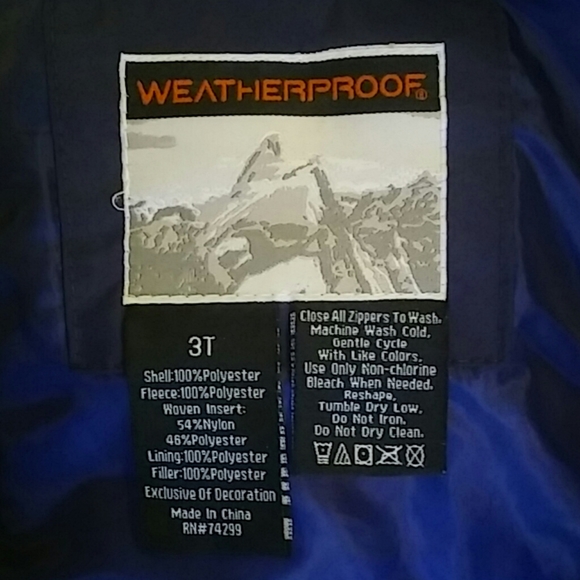 WEATHERPROOF®
3T
Shell:100%Polyester
Fleece:100%Polyester
Woven Insert:
54%Nylon
46%Polyester
Lining:100%Polyester
Filler:100%Polyester
Exclusive Of Decoration
Made In China
RN#74299
Close All Zippers To Wash.
Machine Wash Cold,
Gentle Cycle
With Like Colors,
Use Only Non-chlorine
Bleach When Needed.
Reshape,
Tumble Dry Low,
Do Not Iron.
Do Not Dry Clean.